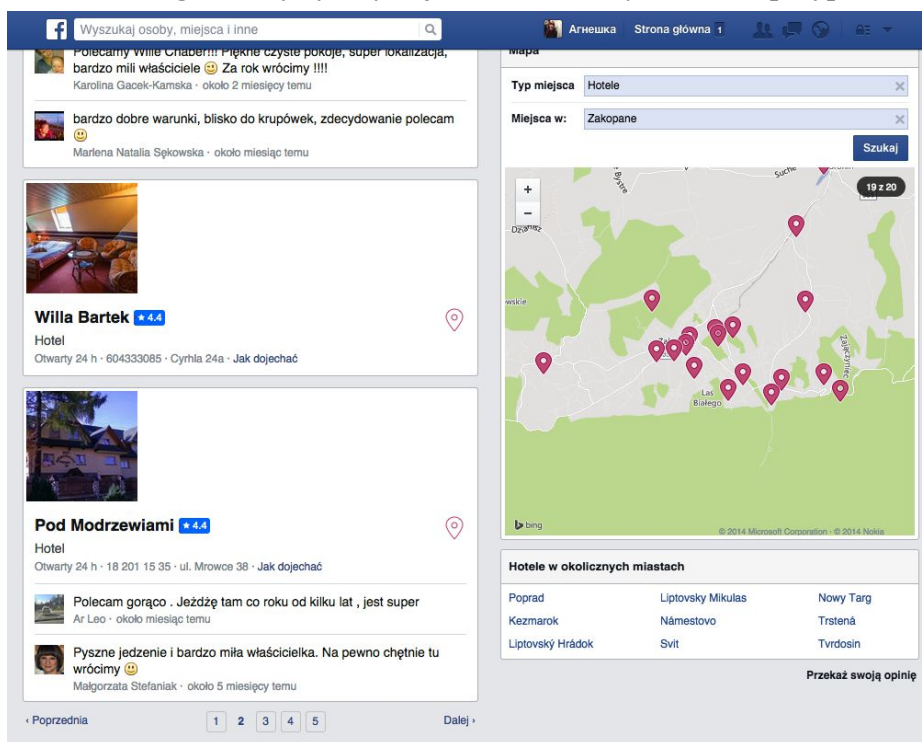 Wyszukaj osoby, miejsca i inne
Агнешка
Strona główna 1
Polecamy Wille Chaber!!! Piękne czyste pokoje, super lokalizacja,
bardzo mili właściciele Za rok wrócimy !!!!
Karolina Gacek-Kamska · około 2 miesięcy temu
bardzo dobre warunki, blisko do krupówek, zdecydowanie polecam
Marlena Natalia Sękowska · około miesiąc temu
Willa Bartek ★ 4.4
Hotel
Otwarty 24 h · 604333085 · Cyrhla 24a · Jak dojechać
Pod Modrzewiami ★ 4.4
Hotel
Otwarty 24 h · 18 201 15 35 · ul. Mrowce 38 · Jak dojechać
Polecam gorąco . Jeżdżę tam co roku od kilku lat , jest super
Ar Leo · około miesiąc temu
Pyszne jedzenie i bardzo miła właścicielka. Na pewno chętnie tu
wrócimy
Małgorzata Stefaniak · około 5 miesięcy temu
‹ Poprzednia 1 2 3 4 5 Dalej ›
Mapa
Typ miejsca Hotele
Miejsca w: Zakopane
Szukaj
19 z 20
+
−
Bystre
Suche
Dzianisz
Zajączyniec
Las
Białego
bing
© 2014 Microsoft Corporation · © 2014 Nokia
Hotele w okolicznych miastach
Poprad Liptovsky Mikulas Nowy Targ
Kezmarok Námestovo Trstená
Liptovský Hrádok Svit Tvrdosin
Przekaż swoją opinię